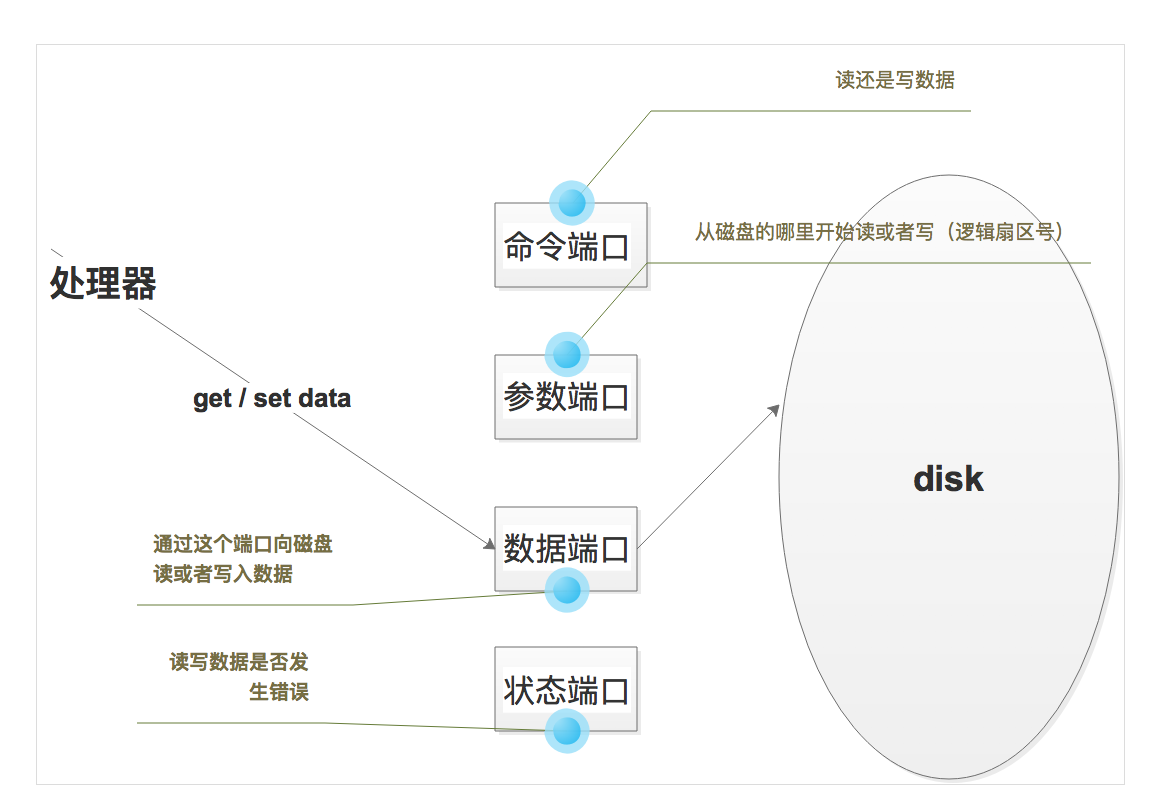 读还是写数据
命令端口
从磁盘的哪里开始读或者写（逻辑扇区号）
处理器
get / set data
参数端口
disk
数据端口
通过这个端口向磁盘
读或者写入数据
读写数据是否发
生错误
状态端口